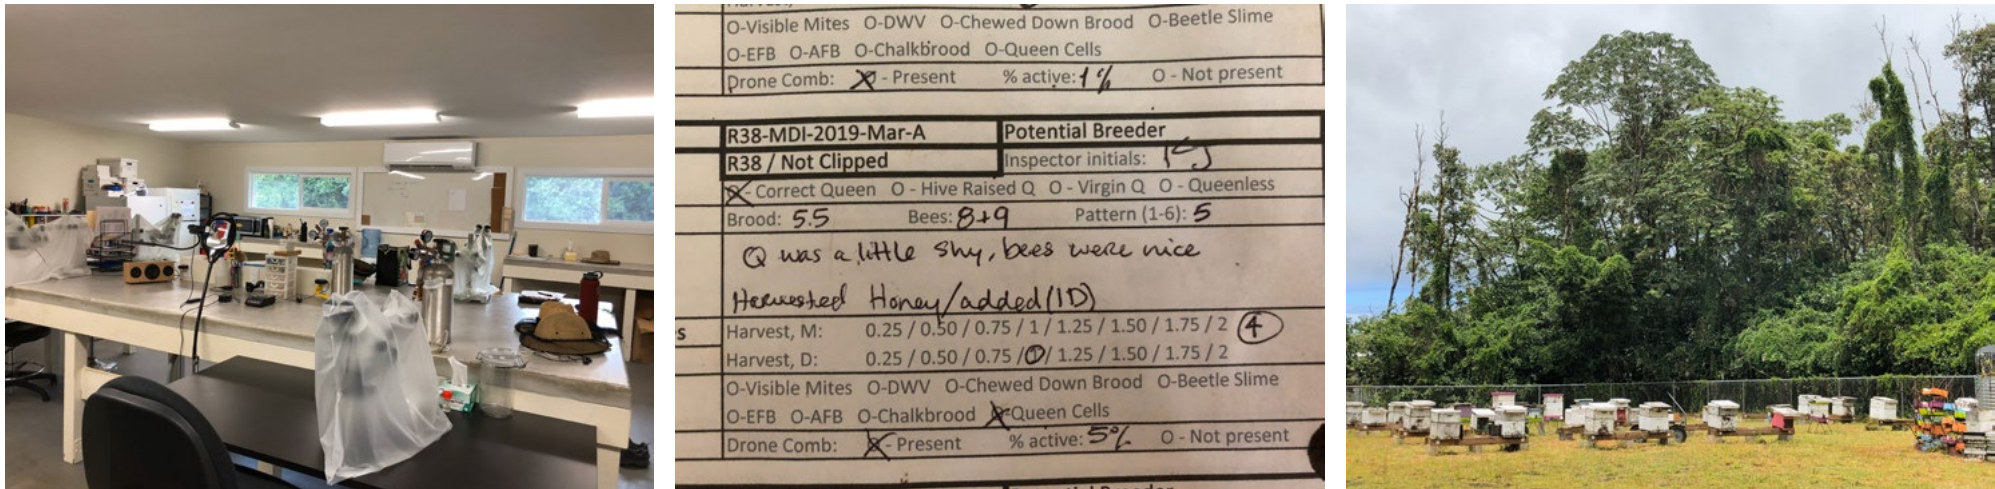 O-Visible Mites O-DWV O-Chewed Down Brood O-Beetle Slime
O-EFB O-AFB O-Chalkbrood O-Queen Cells
Drone Comb: X - Present % active: 1% O - Not present
R38-MDI-2019-Mar-A Potential Breeder
R38 / Not Clipped Inspector initials:
X - Correct Queen O - Hive Raised Q O - Virgin Q O - Queenless
Brood: 5.5 Bees: 8+9 Pattern (1-6): 5
Q was a little shy, bees were nice
Harvested Honey/added (1D)
s Harvest, M: 0.25 / 0.50 / 0.75 / 1 / 1.25 / 1.50 / 1.75 / 2 4
Harvest, D: 0.25 / 0.50 / 0.75 / 1 / 1.25 / 1.50 / 1.75 / 2
O-Visible Mites O-DWV O-Chewed Down Brood O-Beetle Slime
O-EFB O-AFB O-Chalkbrood X-Queen Cells
Drone Comb: X - Present % active: 5% O - Not present